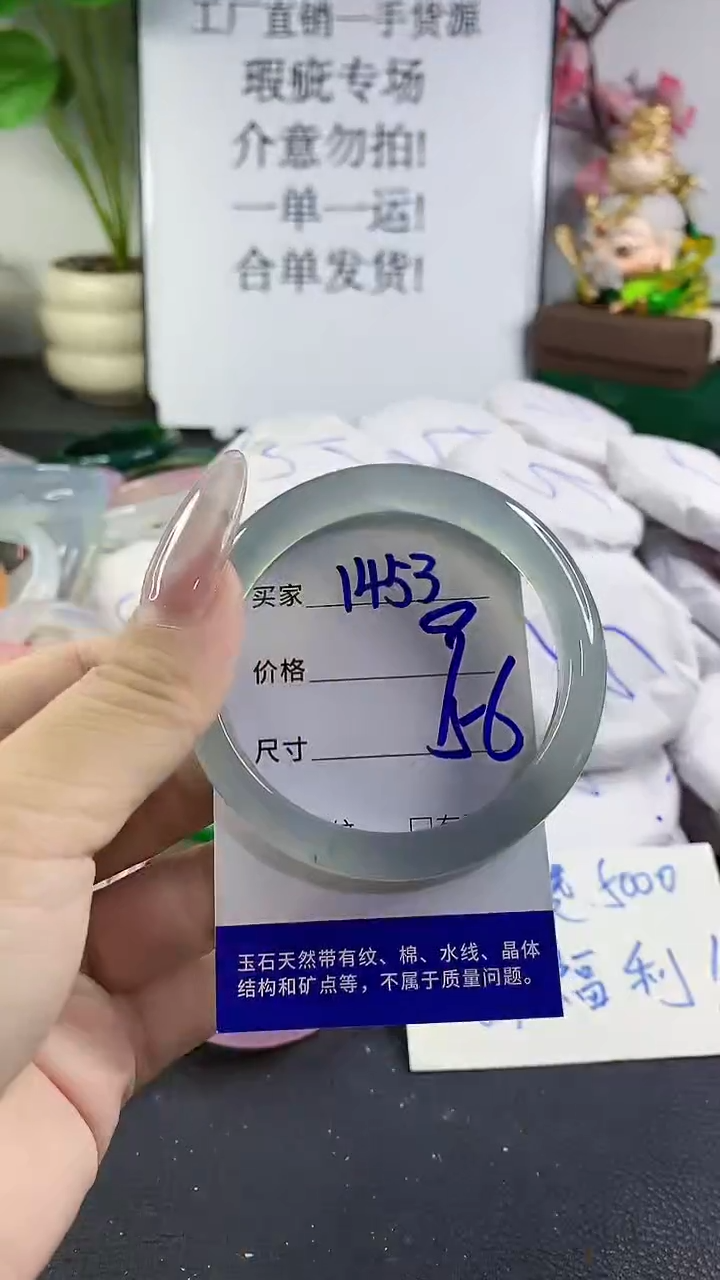 工厂直销一手货源
瑕疵专场
介意勿拍!
一单一运!
合单发货!
买家 1453
价格
尺寸 56
玉石天然带有纹、棉、水线、晶体
结构和矿点等，不属于质量问题。
5000
福利